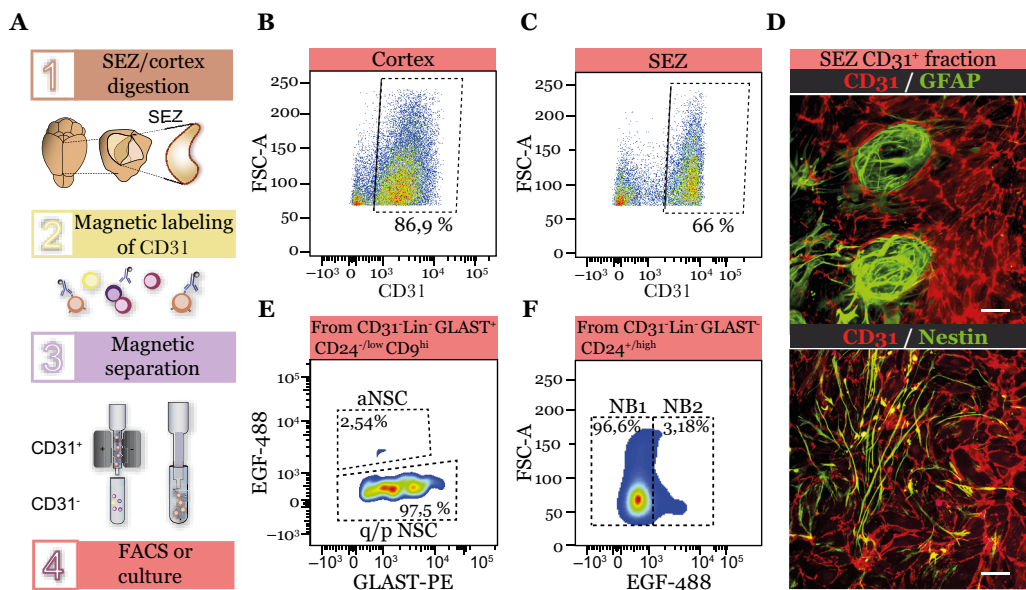 A
1
SEZ/cortex
digestion
SEZ
2
Magnetic labeling
of CD31
3
Magnetic
separation
CD31⁺
CD31⁻
4
FACS or
culture
B
Cortex
FSC-A
250
200
150
100
50
0
86,9 %
−10³ 0 10³ 10⁴ 10⁵
CD31
C
SEZ
FSC-A
250
200
150
100
50
0
66 %
−10³ 0 10³ 10⁴ 10⁵
CD31
D
SEZ CD31⁺ fraction
CD31 / GFAP
CD31 / Nestin
E
From CD31⁻Lin⁻ GLAST⁺
CD24⁻/ˡᵒʷ CD9ʰⁱ
EGF-488
10⁵
10⁴
10³
0
−10³
aNSC
2,54%
97,5 %
q/p NSC
10³ 10⁴ 10⁵
GLAST-PE
F
From CD31⁻Lin⁻ GLAST⁻
CD24⁺/ʰⁱᵍʰ
FSC-A
250
200
150
100
50
0
NB1 NB2
96,6% 3,18%
−10³ 0 10³ 10⁴ 10⁵
EGF-488